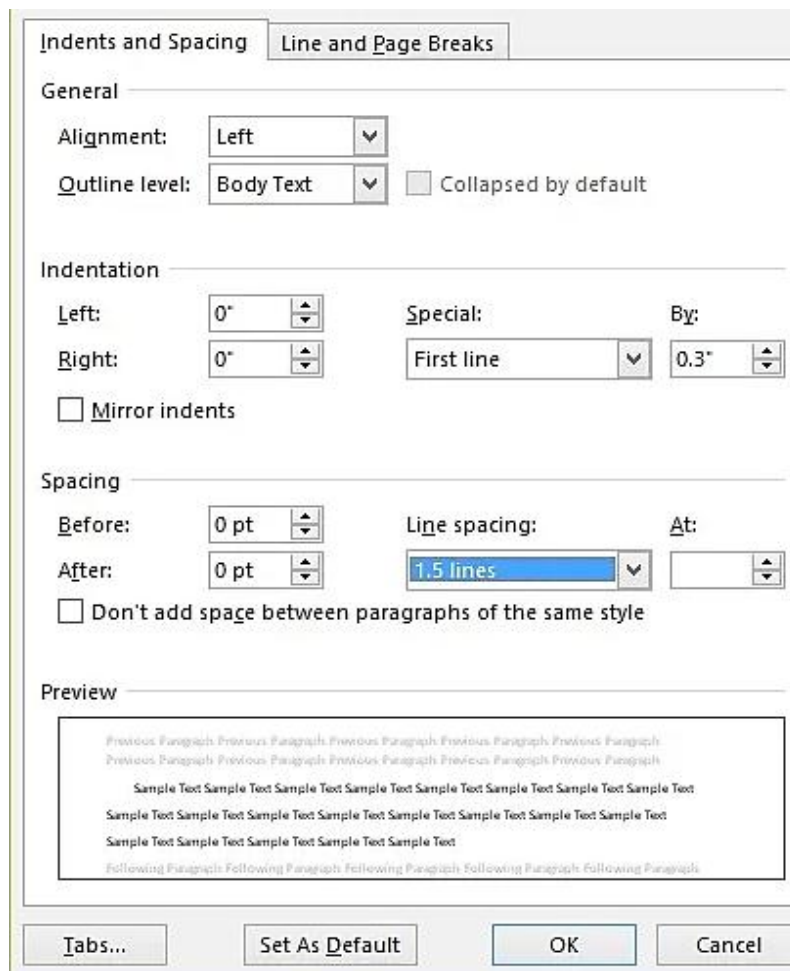 Indents and Spacing Line and Page Breaks
General
Alignment: Left
Outline level: Body Text Collapsed by default
Indentation
Left: 0" Special: By:
Right: 0" First line 0.3"
Mirror indents
Spacing
Before: 0 pt Line spacing: At:
After: 0 pt 1.5 lines
Don't add space between paragraphs of the same style
Preview
Previous Paragraph Previous Paragraph Previous Paragraph Previous Paragraph Previous Paragraph
Previous Paragraph Previous Paragraph Previous Paragraph Previous Paragraph Previous Paragraph
Sample Text Sample Text Sample Text Sample Text Sample Text Sample Text Sample Text Sample Text
Sample Text Sample Text Sample Text Sample Text Sample Text Sample Text Sample Text Sample Text
Sample Text Sample Text Sample Text Sample Text Sample Text
Following Paragraph Following Paragraph Following Paragraph Following Paragraph Following Paragraph
Tabs... Set As Default OK Cancel